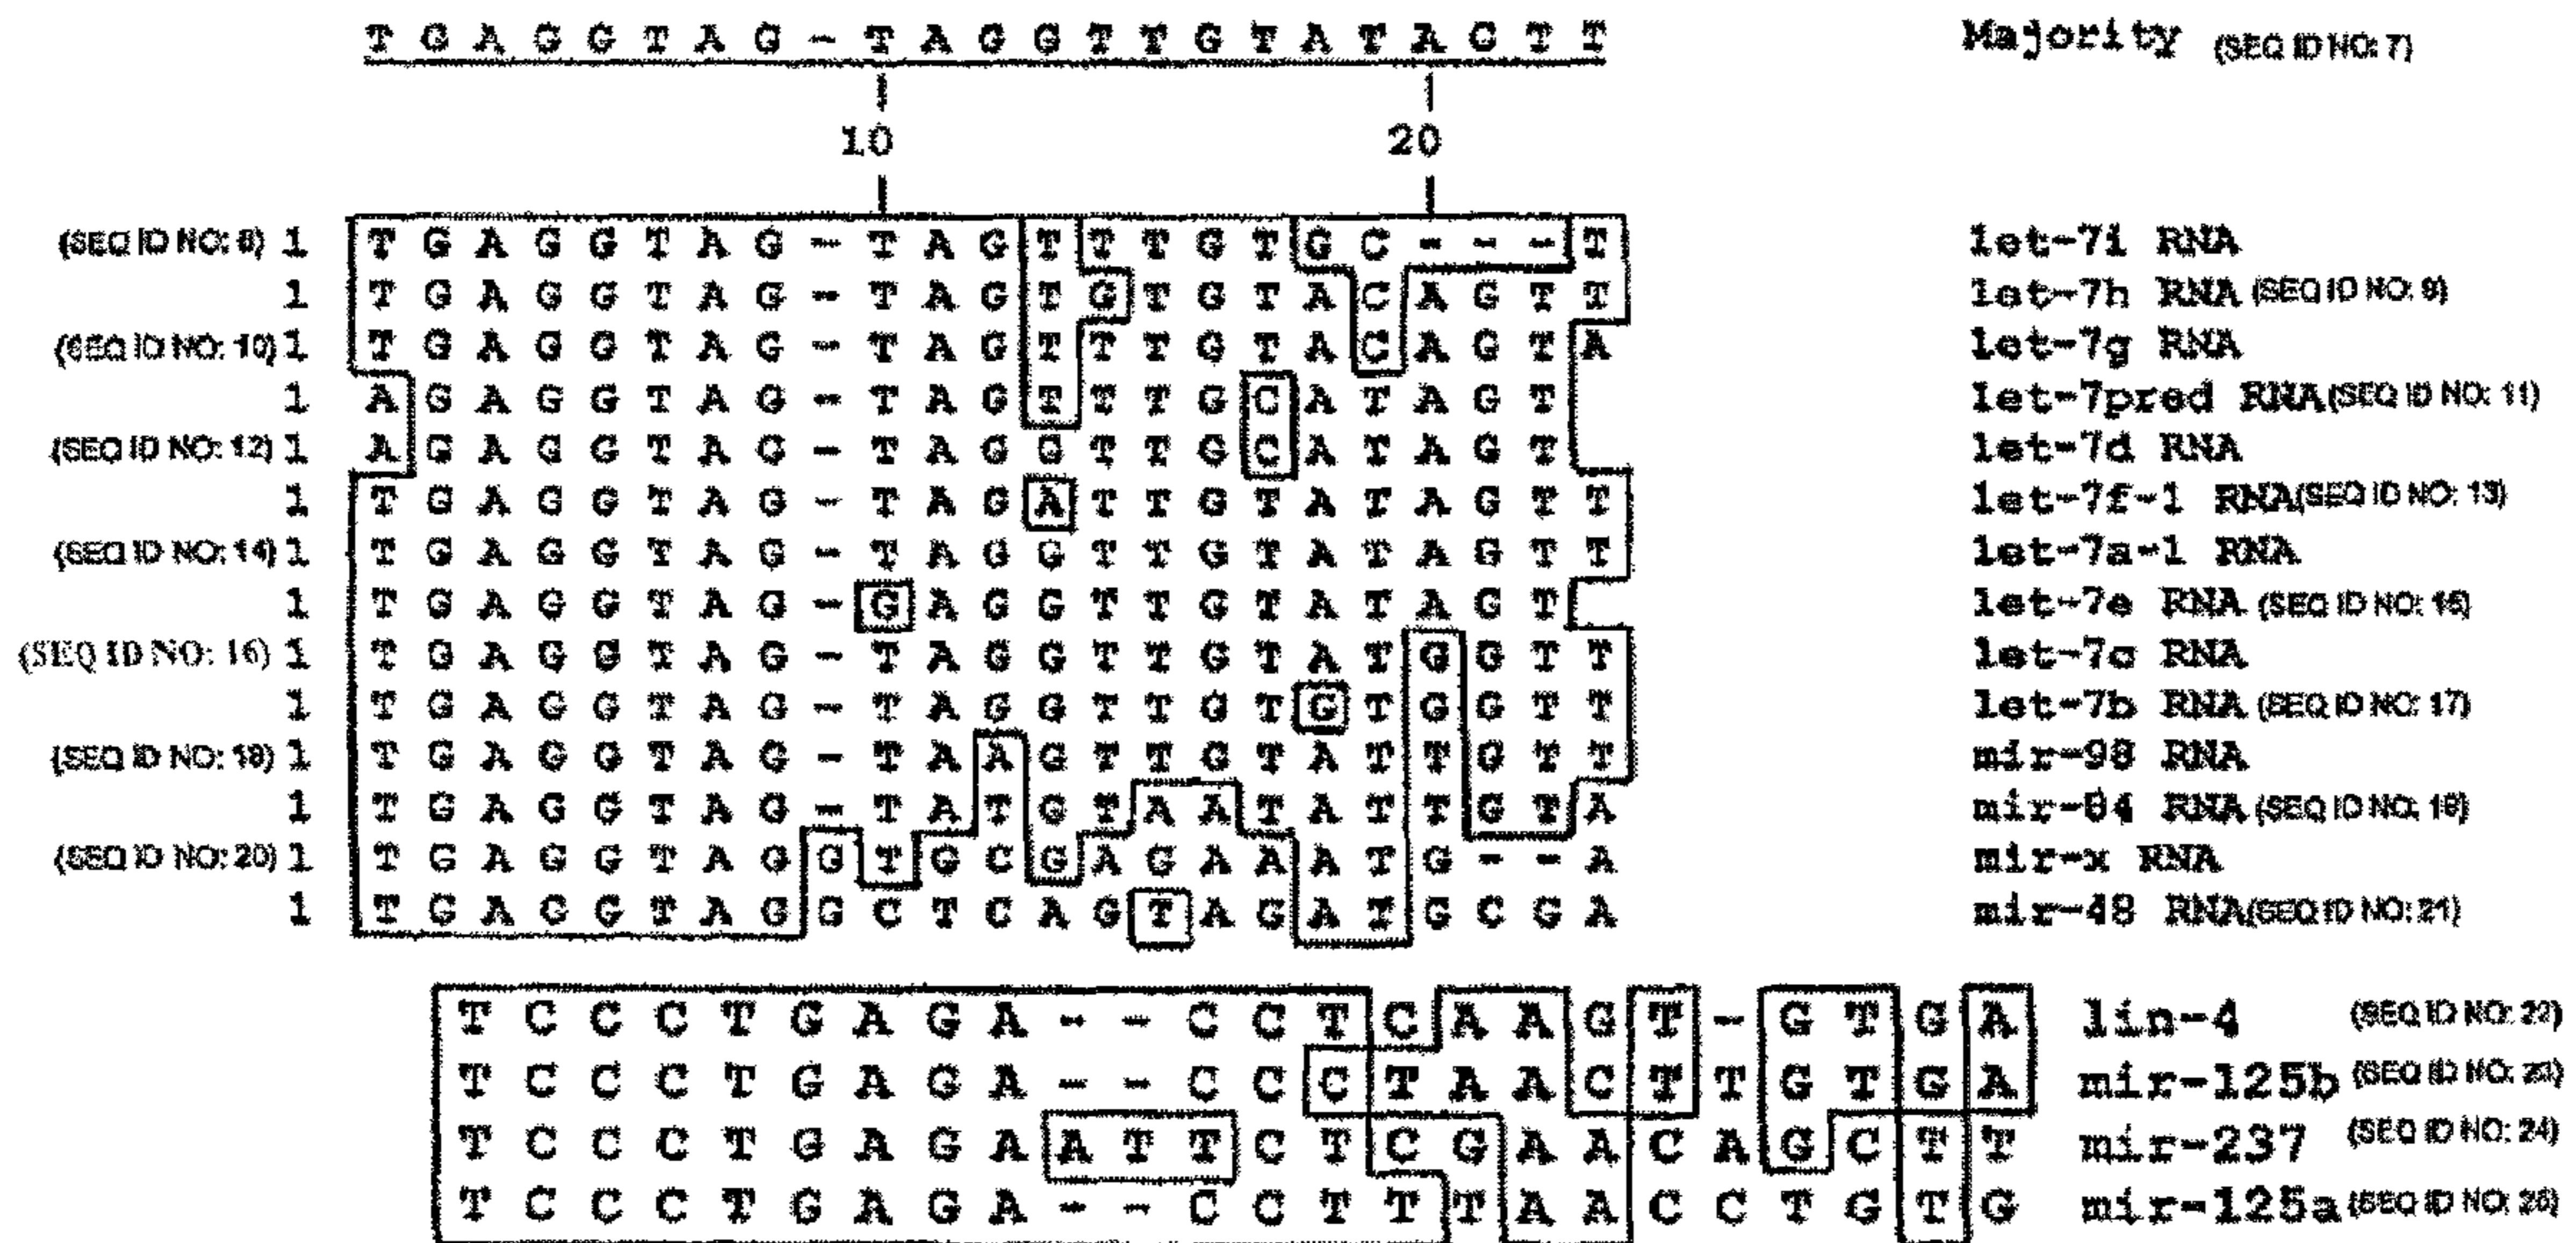 T G A G G T A G - T A G G T T G T A T A G T T Majority (SEQ ID NO: 7)
10 20
(SEQ ID NO: 8) 1 T G A G G T A G - T A G T T T G T G C - - - T let-7i RNA
1 T G A G G T A G - T A G T G T G T A C A G T T let-7h RNA (SEQ ID NO: 9)
(SEQ ID NO: 10) 1 T G A G G T A G - T A G T T T G T A C A G T A let-7g RNA
1 A G A G G T A G - T A G T T T G C A T A G T let-7pred RNA (SEQ ID NO: 11)
(SEQ ID NO: 12) 1 A G A G G T A G - T A G G T T G C A T A G T let-7d RNA
1 T G A G G T A G - T A G A T T G T A T A G T T let-7f-1 RNA (SEQ ID NO: 13)
(SEQ ID NO: 14) 1 T G A G G T A G - T A G G T T G T A T A G T T let-7a-1 RNA
1 T G A G G T A G - G A G G T T G T A T A G T let-7e RNA (SEQ ID NO: 15)
(SEQ ID NO: 16) 1 T G A G G T A G - T A G G T T G T A T G G T T let-7c RNA
1 T G A G G T A G - T A G G T T G T G T G G T T let-7b RNA (SEQ ID NO: 17)
(SEQ ID NO: 18) 1 T G A G G T A G - T A A G T T G T A T T G T T mir-98 RNA
1 T G A G G T A G - T A T G T A A T A T T G T A mir-84 RNA (SEQ ID NO: 19)
(SEQ ID NO: 20) 1 T G A G G T A G G T G C G A G A A A T G - - A mir-x RNA
1 T G A G G T A G G C T C A G T A G A T G C G A mir-48 RNA (SEQ ID NO: 21)
T C C C T G A G A - - C C T C A A G T - G T G A lin-4 (SEQ ID NO: 22)
T C C C T G A G A - - C C C T A A C T T G T G A mir-125b (SEQ ID NO: 23)
T C C C T G A G A A T T C T C G A A C A G C T T mir-237 (SEQ ID NO: 24)
T C C C T G A G A - - C C T T T A A C C T G T G mir-125a (SEQ ID NO: 25)